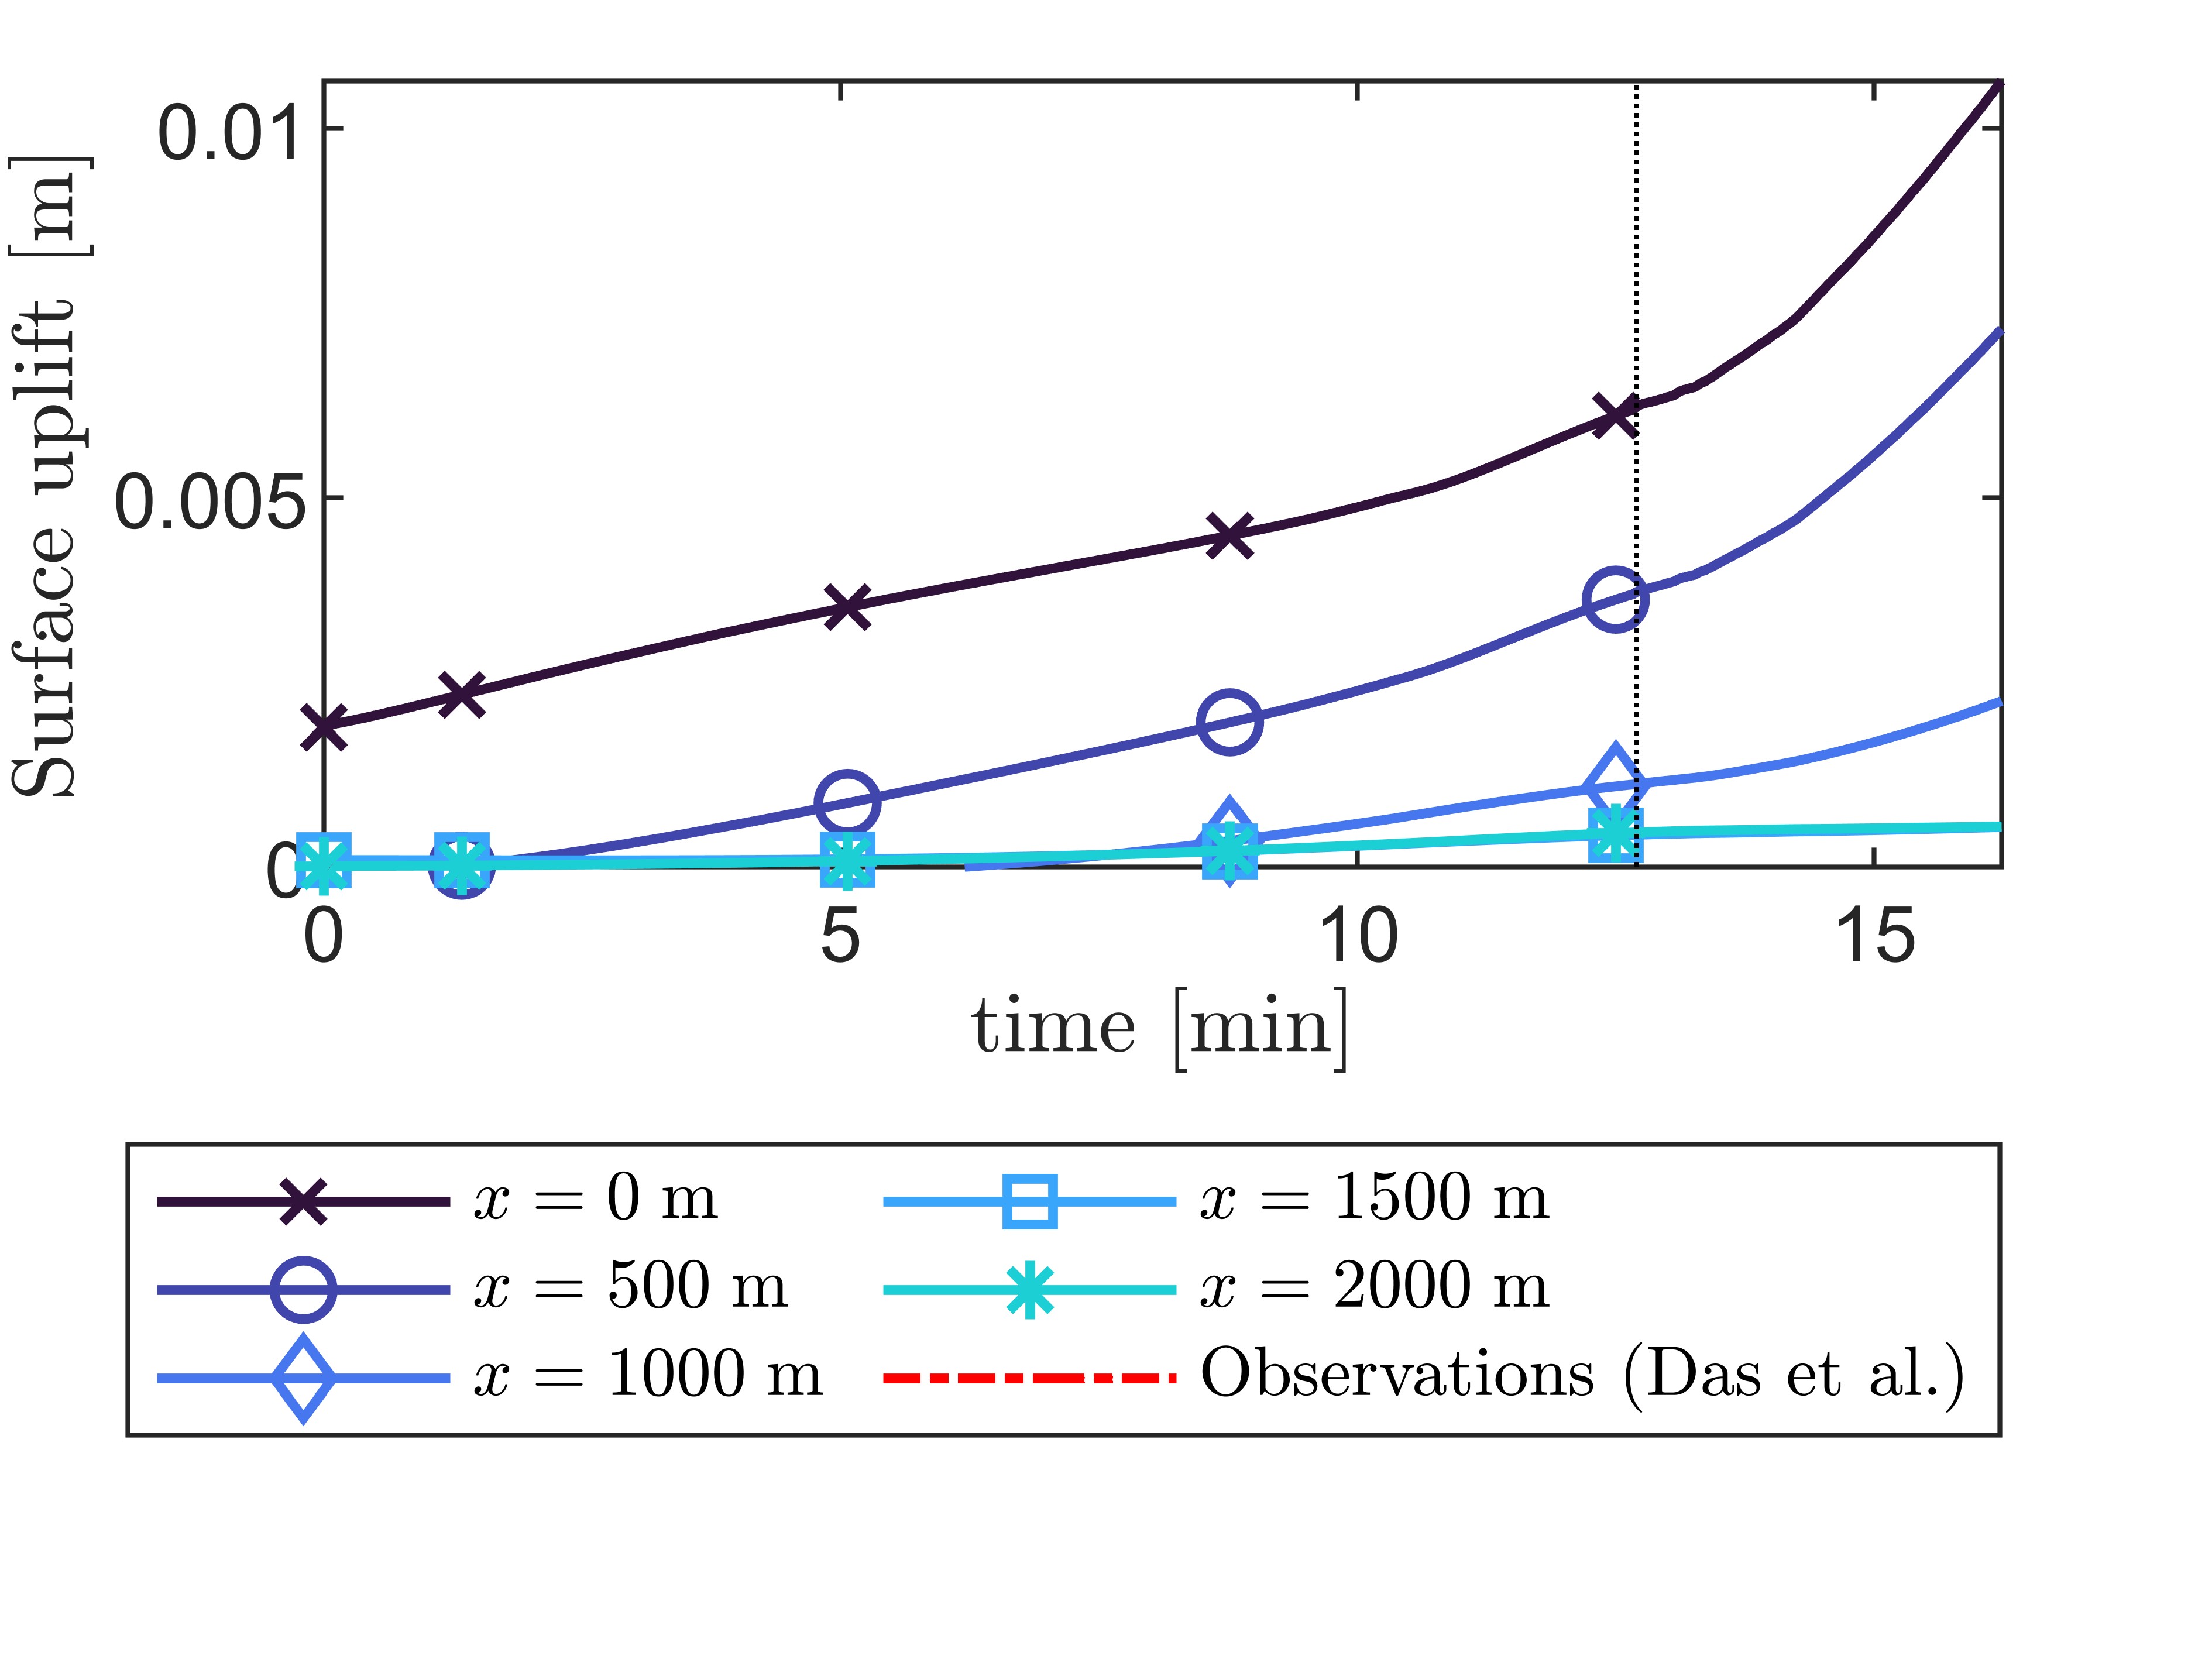 Surface uplift [m]
0.01
0.005
0
0 5 10 15
time [min]
x = 0 m
x = 500 m
x = 1000 m
x = 1500 m
x = 2000 m
Observations (Das et al.)